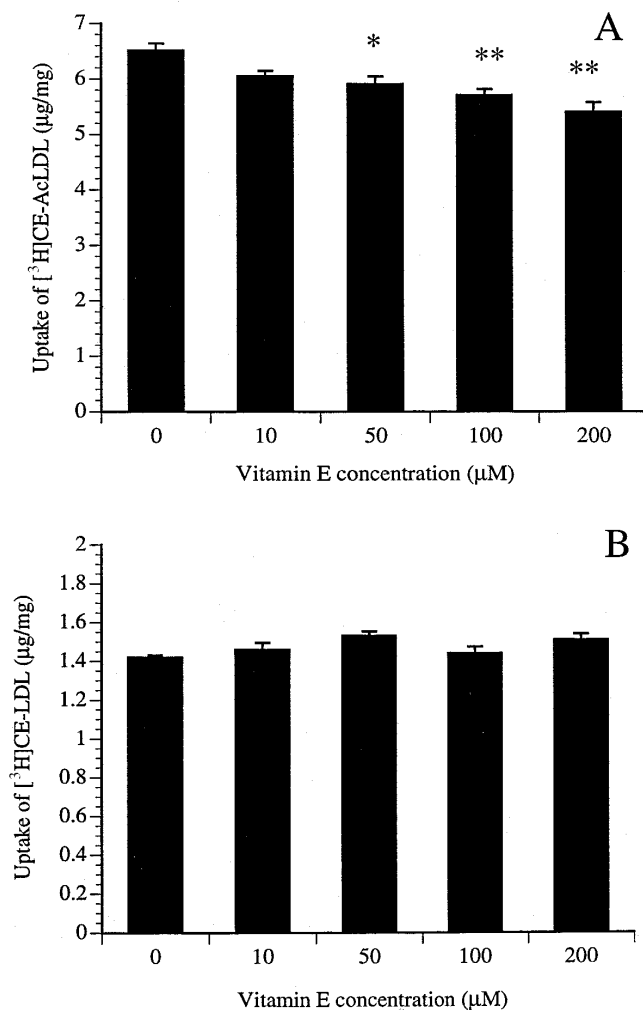 A
7
6
5
4
3
2
1
0
* ** **
Uptake of [³H]CE-AcLDL (µg/mg)
0 10 50 100 200
Vitamin E concentration (µM)
B
2
1.8
1.6
1.4
1.2
1
0.8
0.6
0.4
0.2
0
Uptake of [³H]CE-LDL (µg/mg)
0 10 50 100 200
Vitamin E concentration (µM)